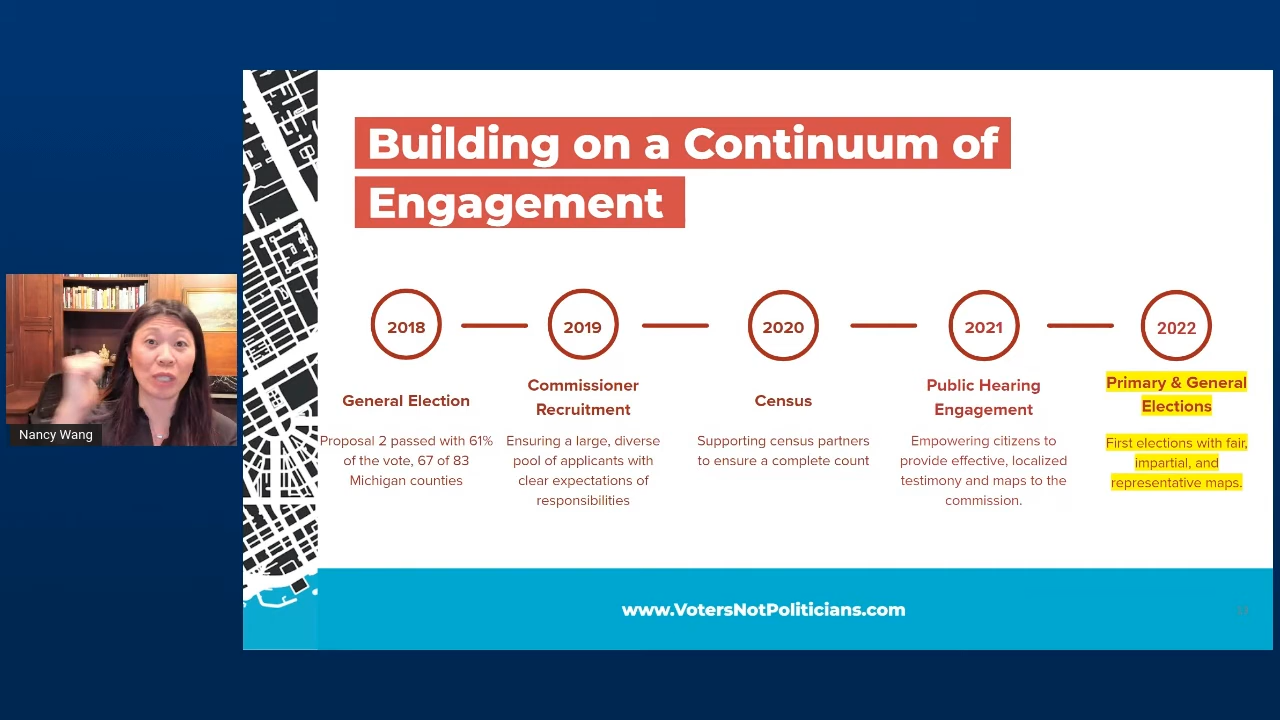 Building on a Continuum of
Engagement
2018
2019
2020
2021
2022
General Election
Commissioner
Recruitment
Census
Public Hearing
Engagement
Primary & General
Elections
Proposal 2 passed with 61%
of the vote, 67 of 83
Michigan counties
Ensuring a large, diverse
pool of applicants with
clear expectations of
responsibilities
Supporting census partners
to ensure a complete count
Empowering citizens to
provide effective, localized
testimony and maps to the
commission.
First elections with fair,
impartial, and
representative maps.
Nancy Wang
www.VotersNotPoliticians.com